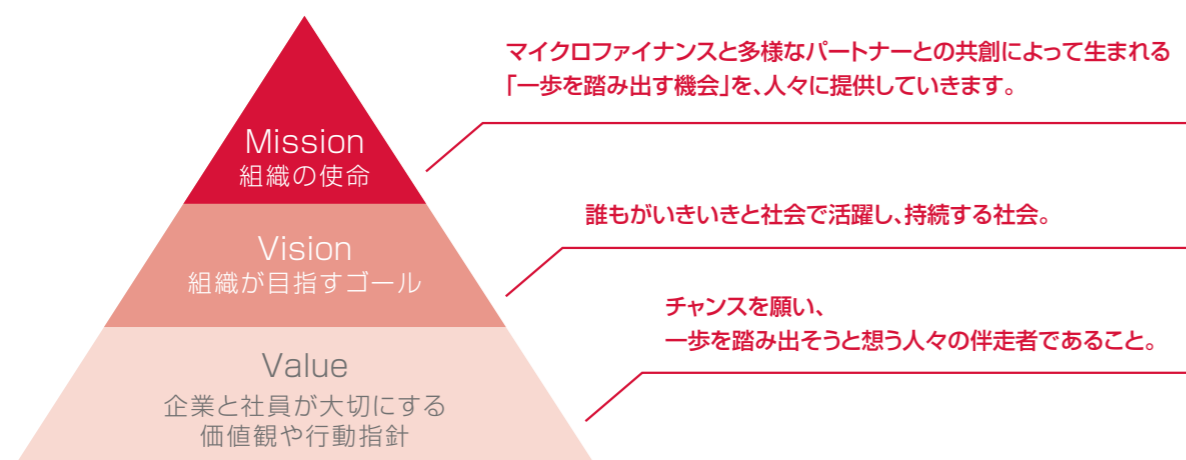 マイクロファイナンスと多様なパートナーとの共創によって生まれる
「一歩を踏み出す機会」を、人々に提供していきます。
Mission
組織の使命
誰もがいきいきと社会で活躍し、持続する社会。
Vision
組織が目指すゴール
チャンスを願い、
一歩を踏み出そうと想う人々の伴走者であること。
Value
企業と社員が大切にする
価値観や行動指針